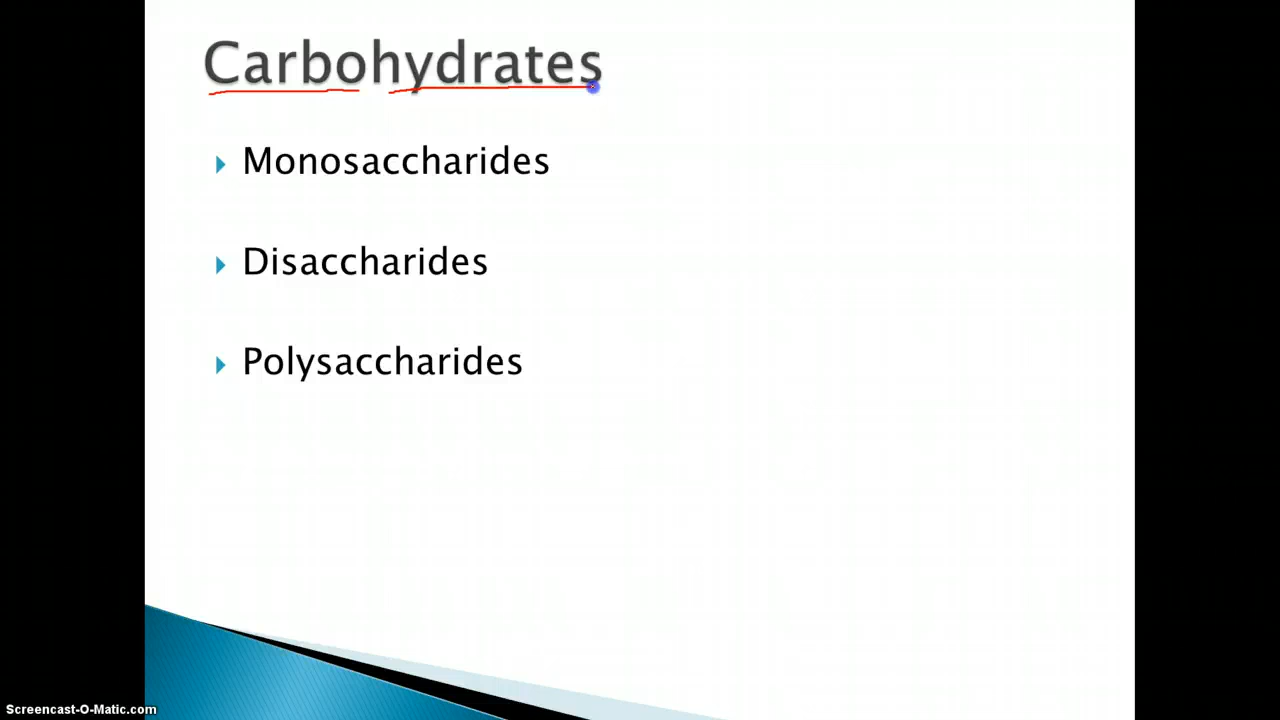 Carbohydrates
Monosaccharides
Disaccharides
Polysaccharides
Screencast-O-Matic.com